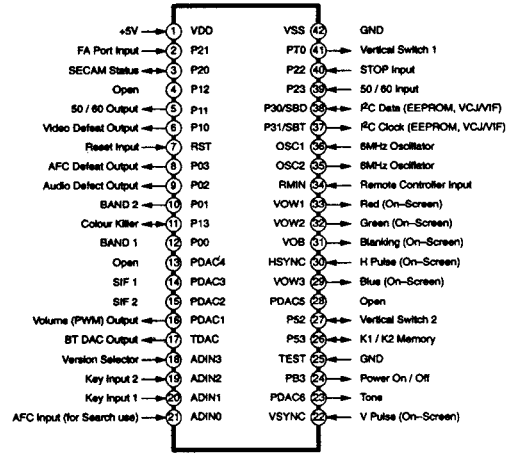 +5V 1 VDD VSS 42 GND
FA Port Input 2 P21 PT0 41 Vertical Switch 1
SECAM Status 3 P20 P22 40 STOP Input
Open 4 P12 P23 39 50 / 60 Input
50 / 60 Output 5 P11 P30/SBD 38 I²C Data (EEPROM, VCJ/VIF)
Video Defeat Output 6 P10 P31/SBT 37 I²C Clock (EEPROM, VCJ/VIF)
Reset Input 7 RST OSC1 36 6MHz Oscillator
AFC Defeat Output 8 P03 OSC2 35 6MHz Oscillator
Audio Defect Output 9 P02 RMIN 34 Remote Controller Input
BAND 2 10 P01 VOW1 33 Red (On–Screen)
Colour Killer 11 P13 VOW2 32 Green (On–Screen)
BAND 1 12 P00 VOB 31 Blanking (On–Screen)
Open 13 PDAC4 HSYNC 30 H Pulse (On–Screen)
SIF 1 14 PDAC3 VOW3 29 Blue (On–Screen)
SIF 2 15 PDAC2 PDAC5 28 Open
Volume (PWM) Output 16 PDAC1 P52 27 Vertical Switch 2
BT DAC Output 17 TDAC P53 26 K1 / K2 Memory
Version Selector 18 ADIN3 TEST 25 GND
Key Input 2 19 ADIN2 PB3 24 Power On / Off
Key Input 1 20 ADIN1 PDAC6 23 Tone
AFC Input (for Search use) 21 ADIN0 VSYNC 22 V Pulse (On–Screen)